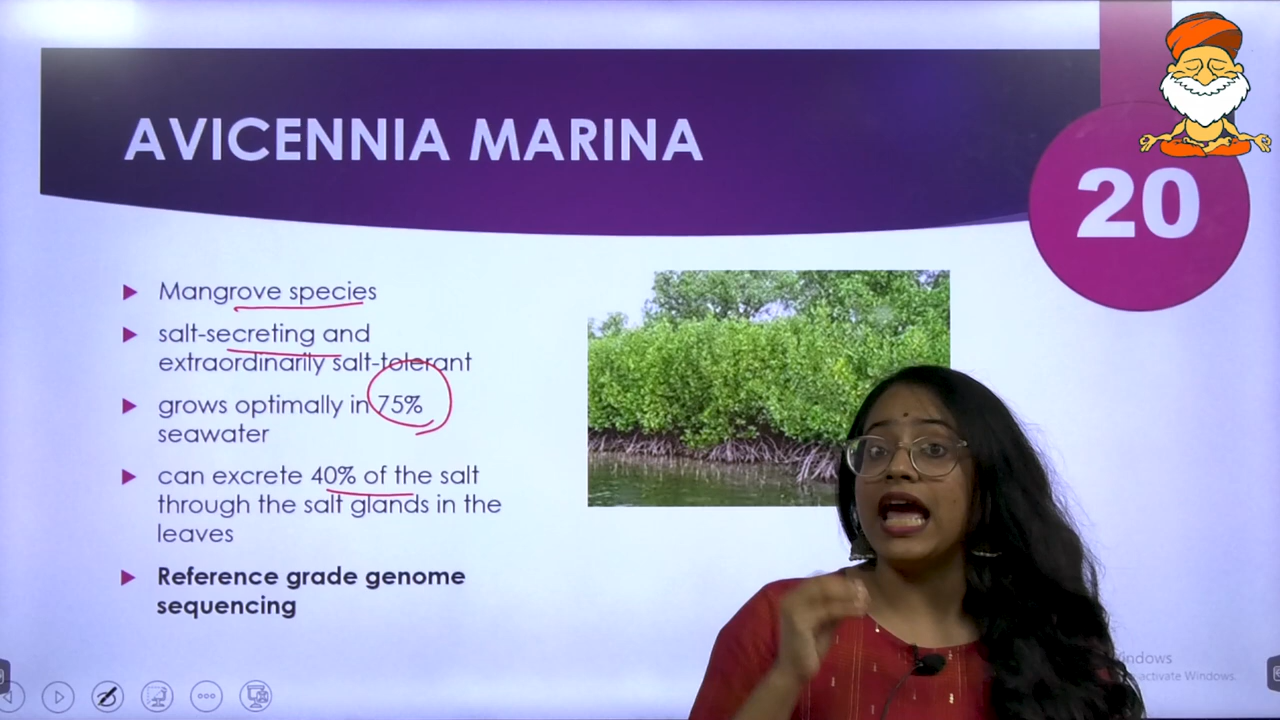 AVICENNIA MARINA
20
Mangrove species
salt-secreting and
extraordinarily salt-tolerant
grows optimally in 75%
seawater
can excrete 40% of the salt
through the salt glands in the
leaves
Reference grade genome
sequencing
indows
activate Windows.